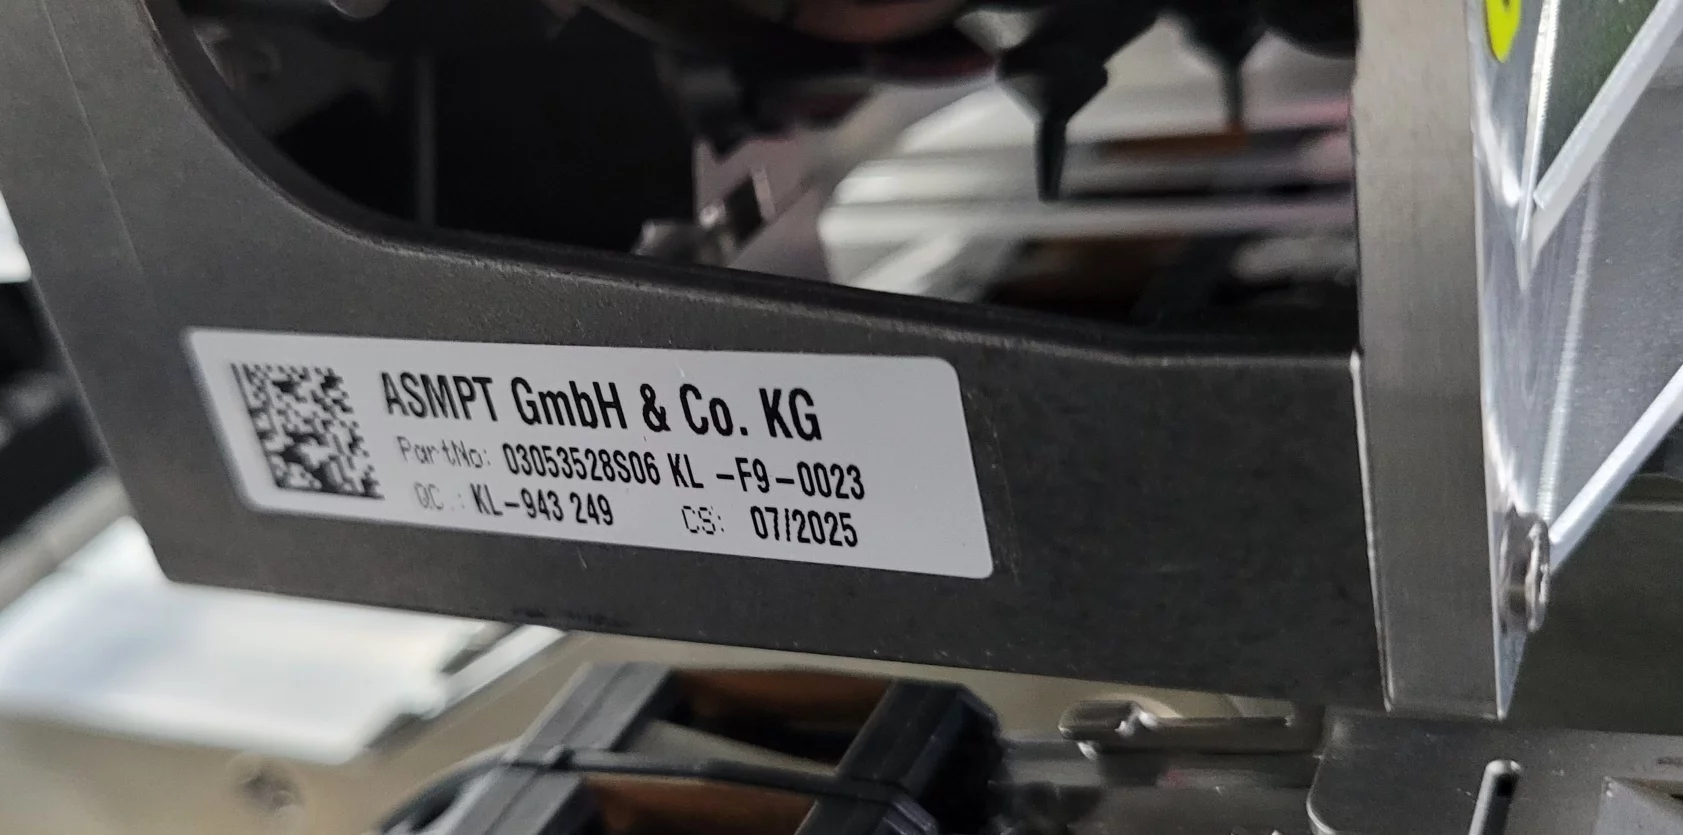 ASMPT GmbH & Co. KG
PartNo: 03053528S06 KL -F9-0023
QC.: KL-943 249 CS: 07/2025